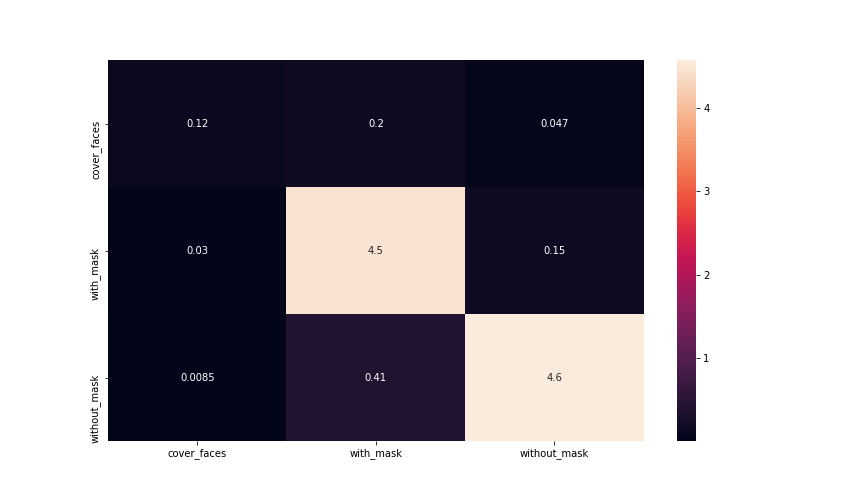 cover_faces 0.12 0.2 0.047
with_mask 0.03 4.5 0.15
without_mask 0.0085 0.41 4.6
cover_faces with_mask without_mask
4
3
2
1